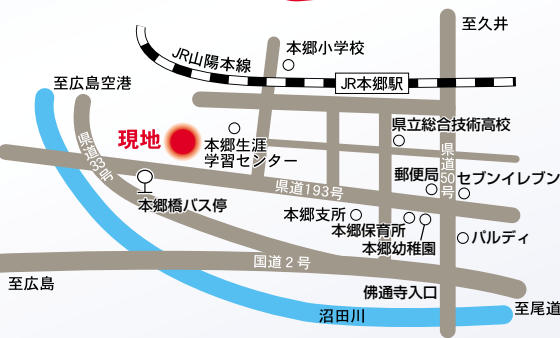 至久井
JR山陽本線
本郷小学校
至広島空港
JR本郷駅
県立総合技術高校
現地
本郷生涯
学習センター
県道33号
県道50号
郵便局
セブンイレブン
県道193号
本郷橋バス停
本郷支所
本郷保育所
本郷幼稚園
パルディ
国道2号
至広島
佛通寺入口
沼田川
至尾道